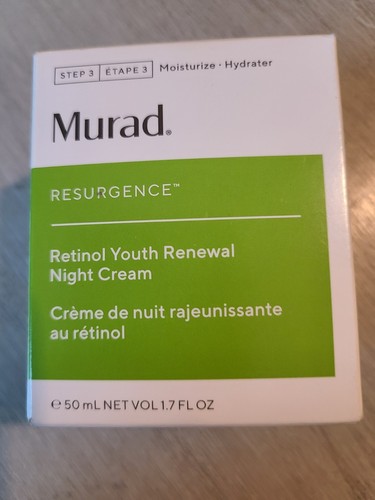 STEP 3 ÉTAPE 3 Moisturize · Hydrater
Murad®
RESURGENCE™
Retinol Youth Renewal
Night Cream
Crème de nuit rajeunissante
au rétinol
℮ 50 mL NET VOL 1.7 FL OZ